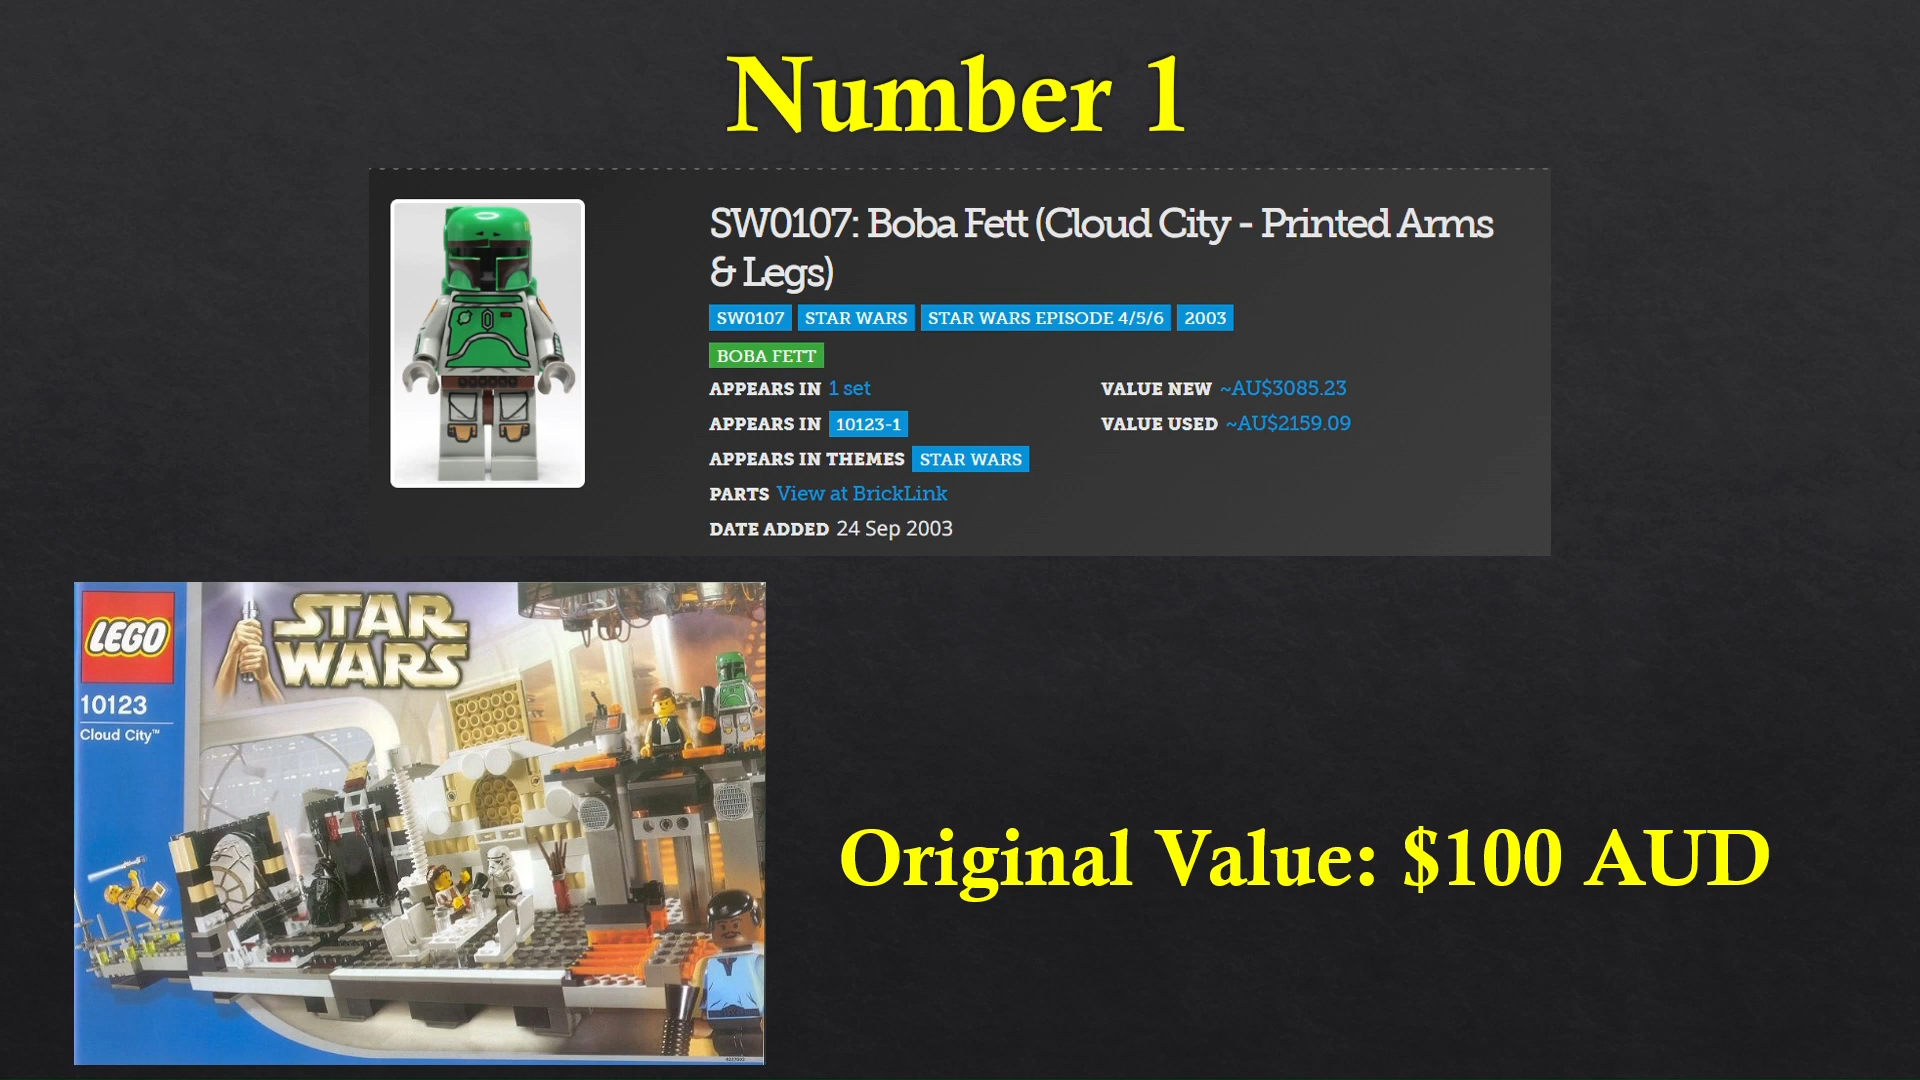 Number 1
SW0107: Boba Fett (Cloud City - Printed Arms
& Legs)
SW0107 STAR WARS STAR WARS EPISODE 4/5/6 2003
BOBA FETT
APPEARS IN 1 set
VALUE NEW ~AU$3085.23
APPEARS IN 10123-1
VALUE USED ~AU$2159.09
APPEARS IN THEMES STAR WARS
PARTS View at BrickLink
DATE ADDED 24 Sep 2003
LEGO
STAR
WARS
10123
Cloud City™
Original Value: $100 AUD